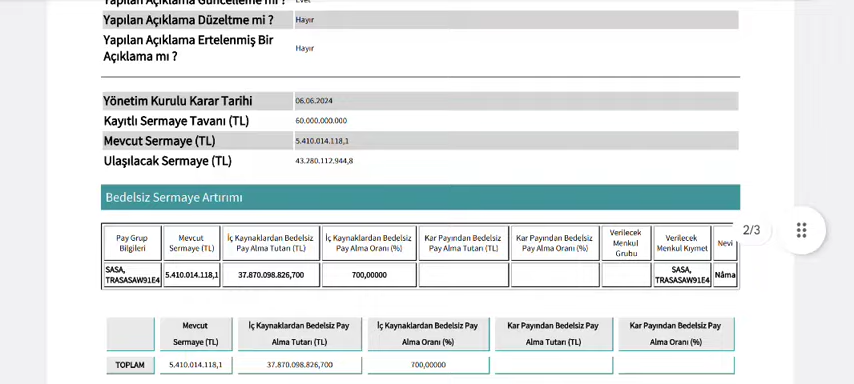 Yapılan Açıklama Güncelleme mi ? Evet
Yapılan Açıklama Düzeltme mi ? Hayır
Yapılan Açıklama Ertelenmiş Bir
Açıklama mı ? Hayır
Yönetim Kurulu Karar Tarihi 06.06.2024
Kayıtlı Sermaye Tavanı (TL) 60.000.000.000
Mevcut Sermaye (TL) 5.410.014.118,1
Ulaşılacak Sermaye (TL) 43.280.112.944,8
Bedelsiz Sermaye Artırımı
Pay Grup
Bilgileri
Mevcut
Sermaye (TL)
İç Kaynaklardan Bedelsiz
Pay Alma Tutarı (TL)
İç Kaynaklardan Bedelsiz
Pay Alma Oranı (%)
Kar Payından Bedelsiz
Pay Alma Tutarı (TL)
Kar Payından Bedelsiz
Pay Alma Oranı (%)
Verilecek
Menkul
Grubu
Verilecek
Menkul Kıymet
Nevi
2/3
SASA,
TRASASAW91E4
5.410.014.118,1
37.870.098.826,700
700,00000
SASA,
TRASASAW91E4
Nâma
Mevcut
Sermaye (TL)
İç Kaynaklardan Bedelsiz Pay
Alma Tutarı (TL)
İç Kaynaklardan Bedelsiz Pay
Alma Oranı (%)
Kar Payından Bedelsiz Pay
Alma Tutarı (TL)
Kar Payından Bedelsiz Pay
Alma Oranı (%)
TOPLAM 5.410.014.118,1 37.870.098.826,700 700,00000